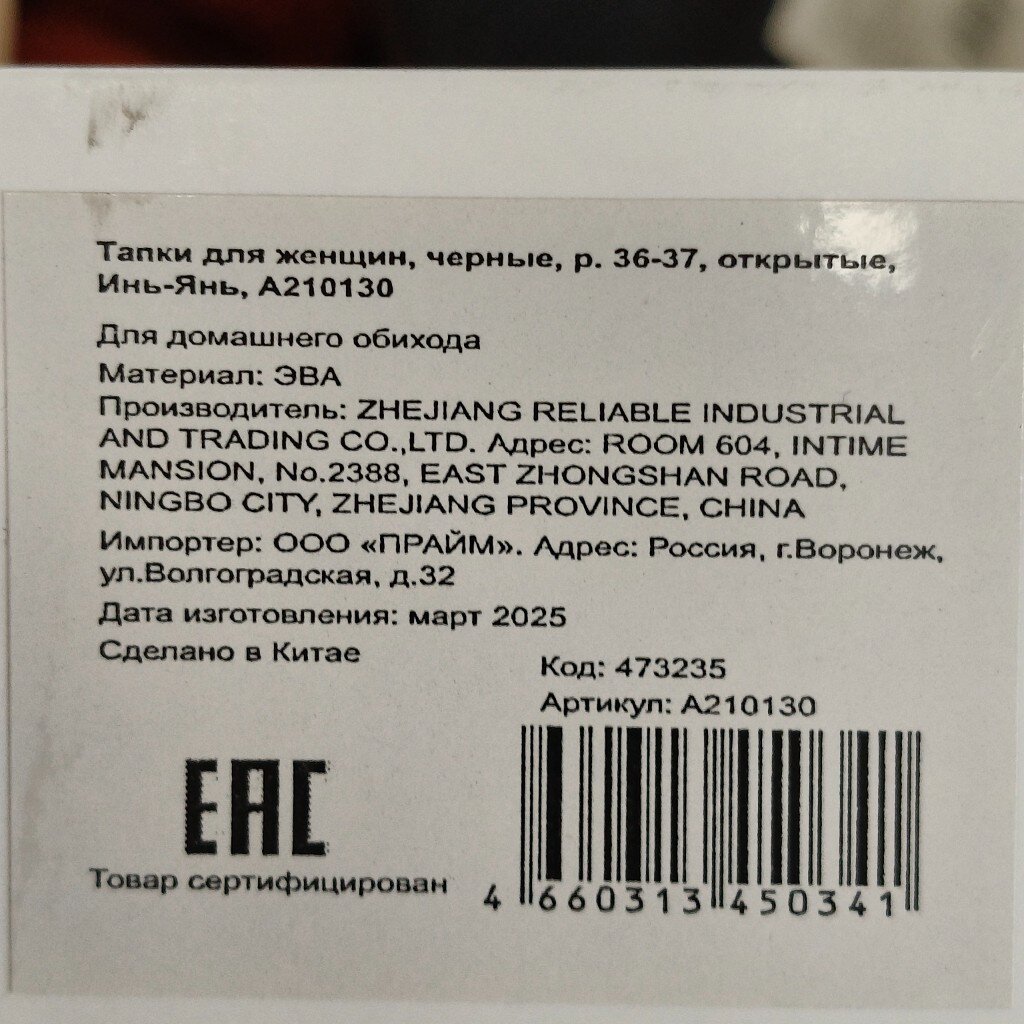 Тапки для женщин, черные, р. 36-37, открытые,
Инь-Янь, А210130
Для домашнего обихода
Материал: ЭВА
Производитель: ZHEJIANG RELIABLE INDUSTRIAL
AND TRADING CO.,LTD. Адрес: ROOM 604, INTIME
MANSION, No.2388, EAST ZHONGSHAN ROAD,
NINGBO CITY, ZHEJIANG PROVINCE, CHINA
Импортер: ООО «ПРАЙМ». Адрес: Россия, г.Воронеж,
ул.Волгоградская, д.32
Дата изготовления: март 2025
Сделано в Китае
Код: 473235
Артикул: А210130
EAC
Товар сертифицирован
4 660313 450341